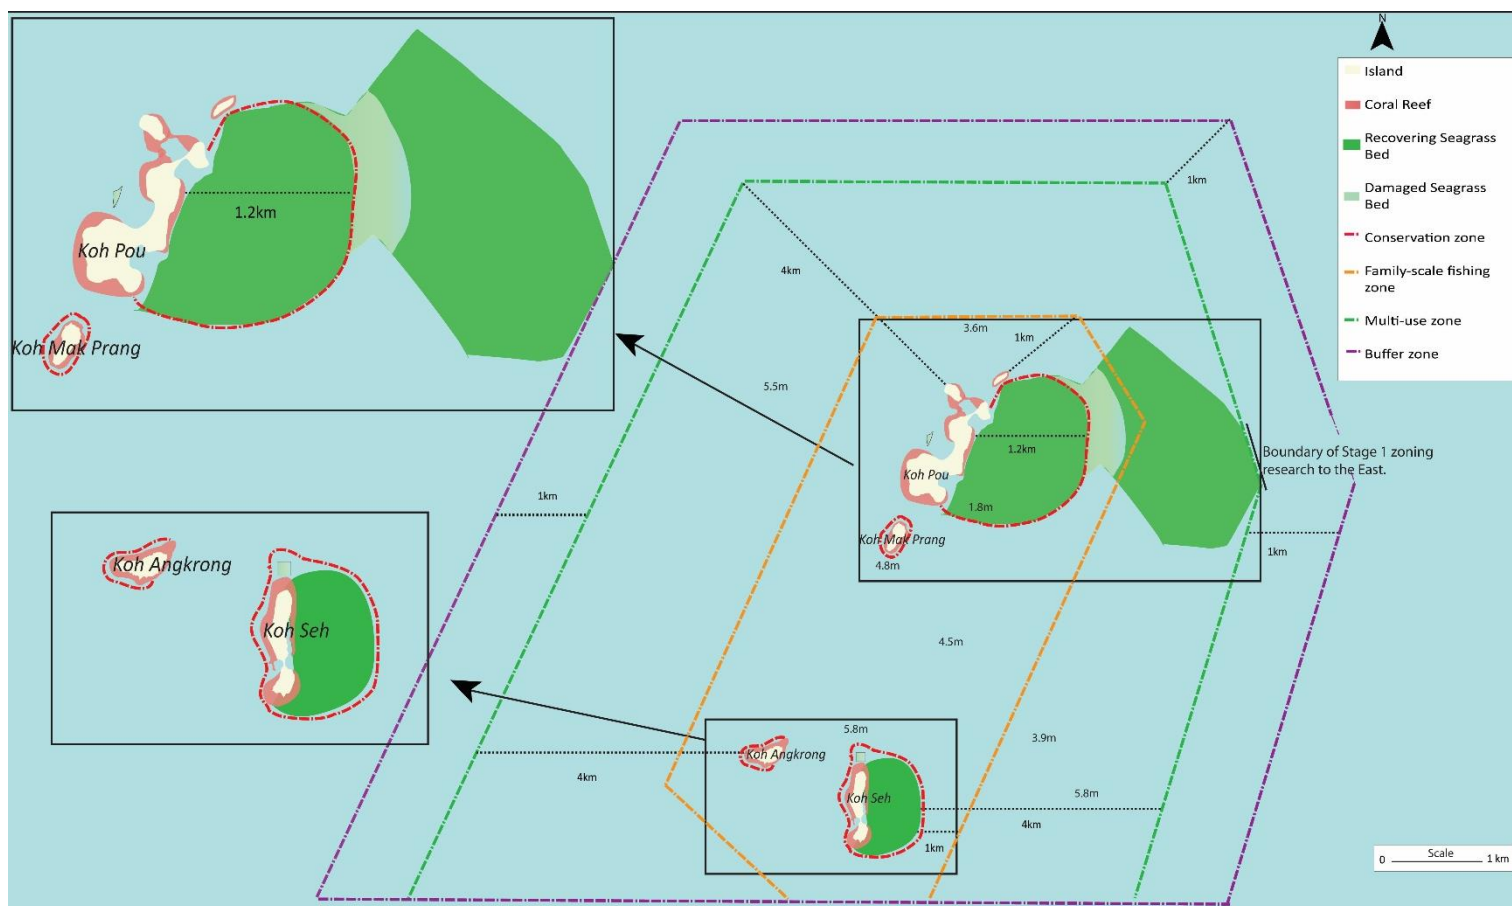 N
Island
Coral Reef
Recovering Seagrass
Bed
Damaged Seagrass
Bed
Conservation zone
Family-scale fishing
zone
Multi-use zone
Buffer zone
1.2km
Koh Pou
Koh Mak Prang
1km
4km
3.6m
1km
5.5m
1.2km
Koh Pou
Boundary of Stage 1 zoning
research to the East.
1km
1.8m
Koh Mak Prang
4.8m
1km
Koh Angkrong
Koh Seh
4.5m
5.8m
3.9m
Koh Angkrong
4km
Koh Seh
5.8m
4km
1km
Scale
0 1 km